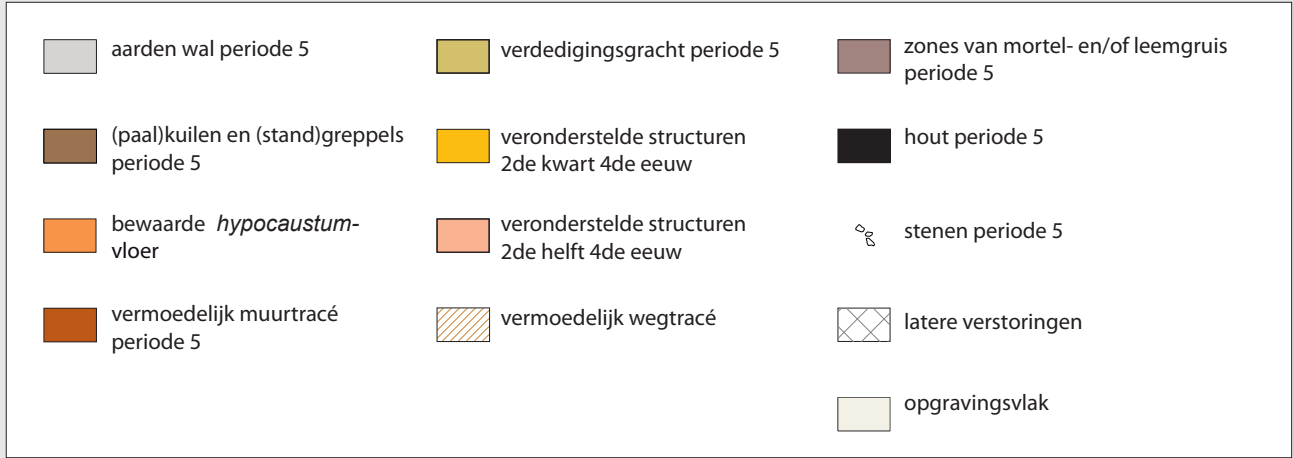 aarden wal periode 5
(paal)kuilen en (stand)greppels
periode 5
bewaarde hypocaustum-
vloer
vermoedelijk muurtracé
periode 5
verdedigingsgracht periode 5
veronderstelde structuren
2de kwart 4de eeuw
veronderstelde structuren
2de helft 4de eeuw
vermoedelijk wegtracé
zones van mortel- en/of leemgruis
periode 5
hout periode 5
stenen periode 5
latere verstoringen
opgravingsvlak